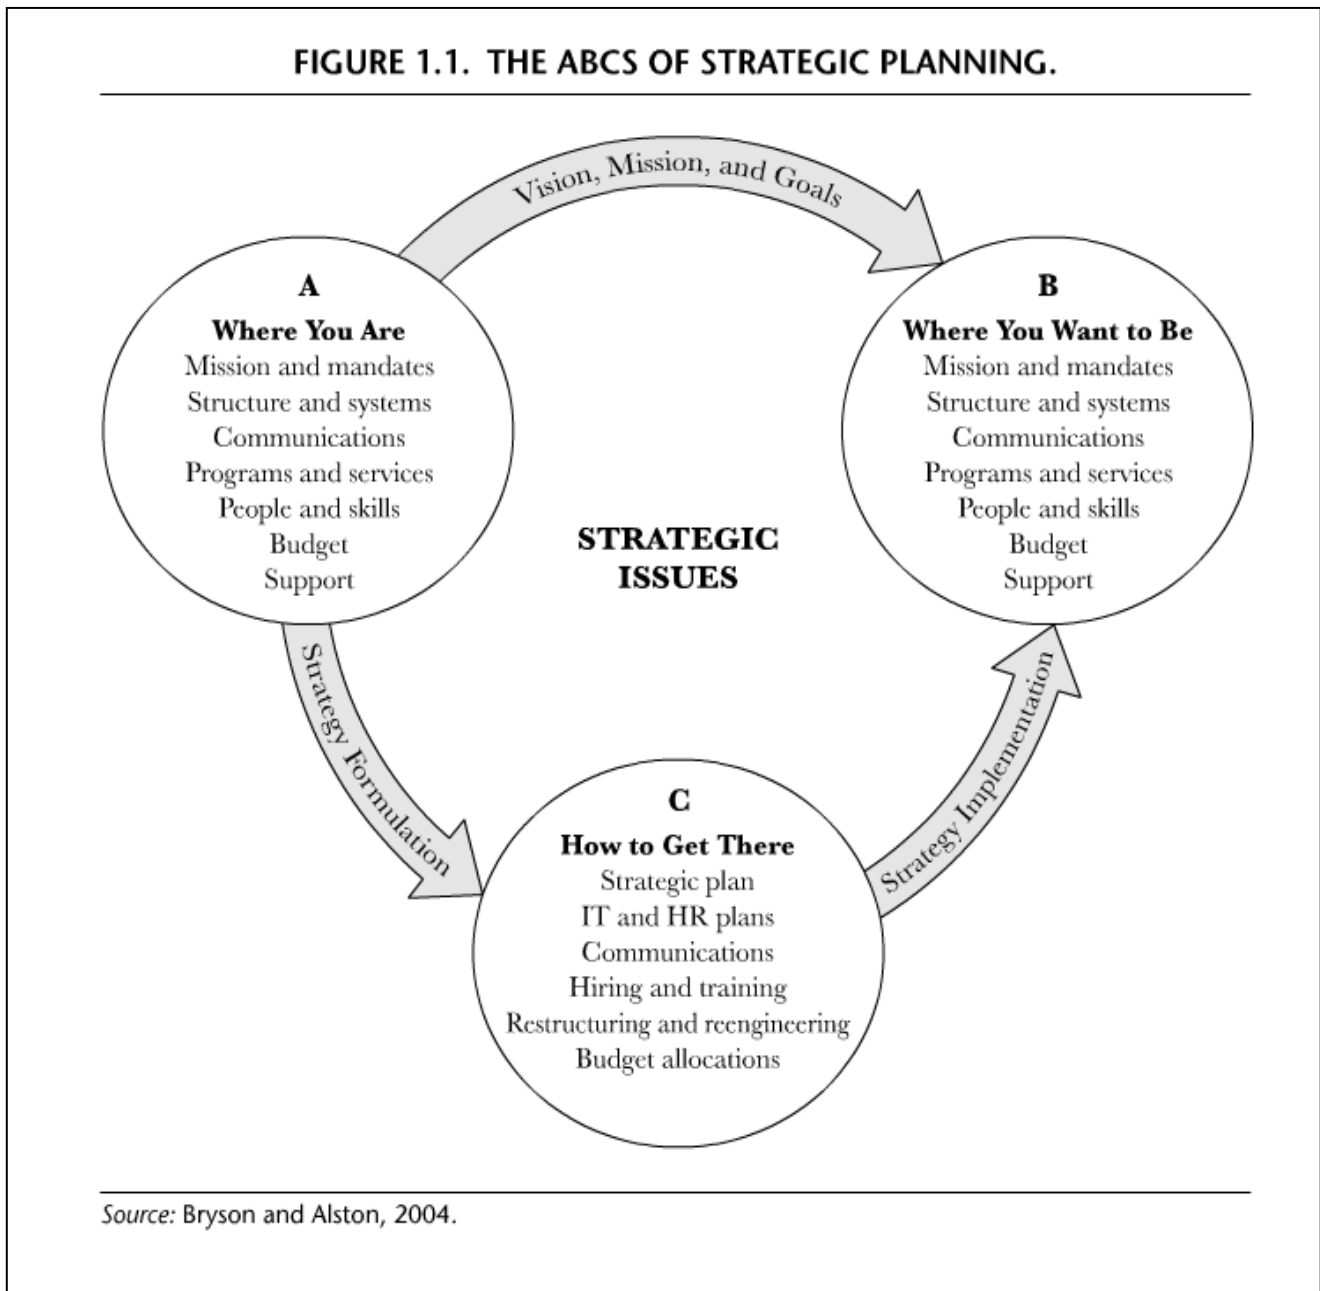 FIGURE 1.1. THE ABCS OF STRATEGIC PLANNING.
Vision, Mission, and Goals
A
Where You Are
Mission and mandates
Structure and systems
Communications
Programs and services
People and skills
Budget
Support
B
Where You Want to Be
Mission and mandates
Structure and systems
Communications
Programs and services
People and skills
Budget
Support
STRATEGIC
ISSUES
Strategy Formulation
Strategy Implementation
C
How to Get There
Strategic plan
IT and HR plans
Communications
Hiring and training
Restructuring and reengineering
Budget allocations
Source: Bryson and Alston, 2004.